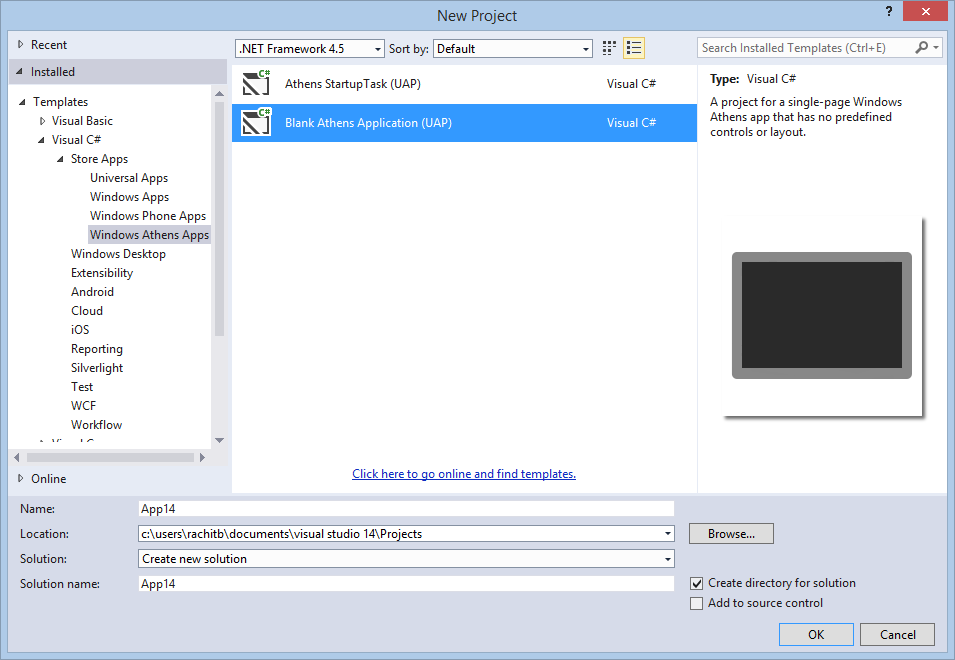 New Project
?
Recent
Installed
Templates
Visual Basic
Visual C#
Store Apps
Universal Apps
Windows Apps
Windows Phone Apps
Windows Athens Apps
Windows Desktop
Extensibility
Android
Cloud
iOS
Reporting
Silverlight
Test
WCF
Workflow
Online
.NET Framework 4.5
Sort by: Default
C# Athens StartupTask (UAP) Visual C#
C# Blank Athens Application (UAP) Visual C#
Click here to go online and find templates.
Search Installed Templates (Ctrl+E)
Type: Visual C#
A project for a single-page Windows
Athens app that has no predefined
controls or layout.
Name: App14
Location: c:\users\rachitb\documents\visual studio 14\Projects Browse...
Solution: Create new solution
Solution name: App14
Create directory for solution
Add to source control
OK Cancel